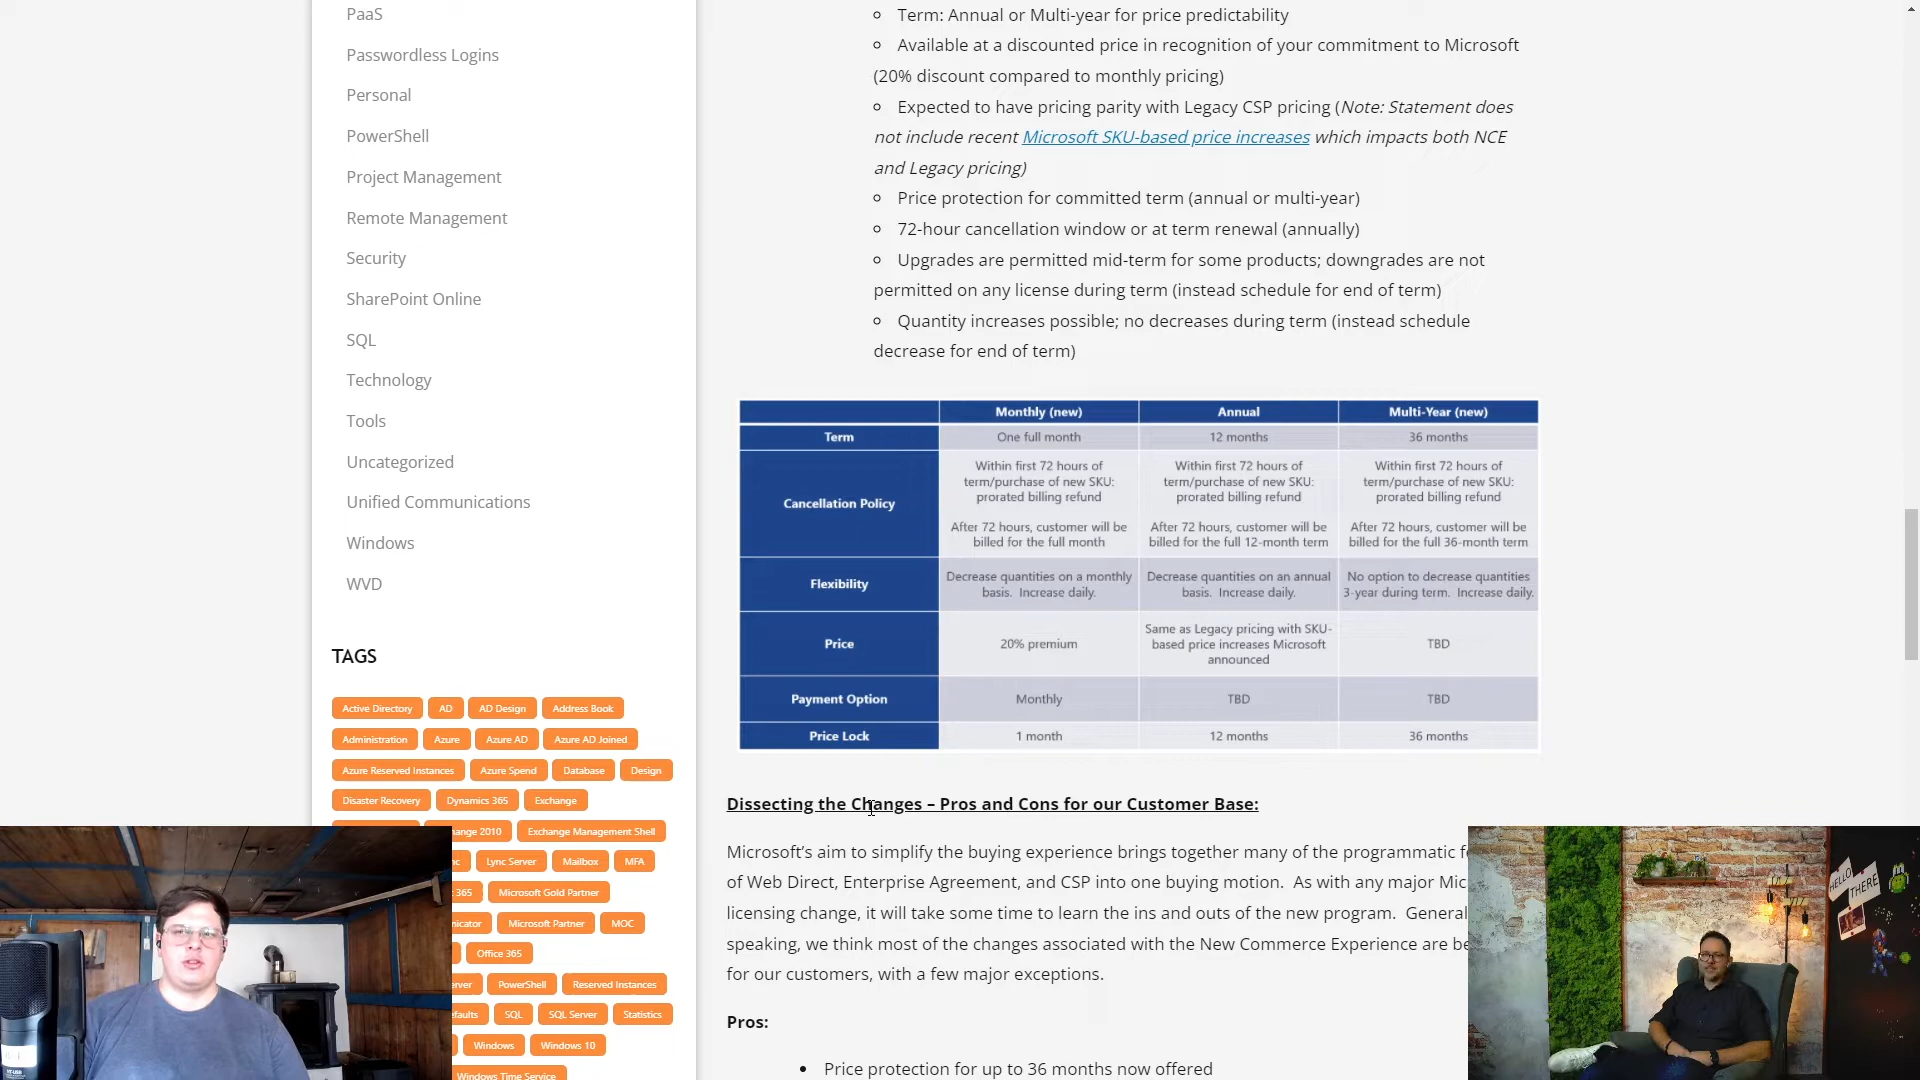 PaaS
Passwordless Logins
Personal
PowerShell
Project Management
Remote Management
Security
SharePoint Online
SQL
Technology
Tools
Uncategorized
Unified Communications
Windows
WVD
TAGS
Active Directory AD AD Design Address Book
Administration Azure Azure AD Azure AD Joined
Azure Reserved Instances Azure Spend Database Design
Disaster Recovery Dynamics 365 Exchange
ange 2010 Exchange Management Shell
Lync Server Mailbox MFA
365 Microsoft Gold Partner
Microsoft Partner MOC
Office 365
PowerShell Reserved Instances
SQL SQL Server Statistics
Windows Windows 10
Windows Time Service
○ Term: Annual or Multi-year for price predictability
○ Available at a discounted price in recognition of your commitment to Microsoft
(20% discount compared to monthly pricing)
○ Expected to have pricing parity with Legacy CSP pricing (Note: Statement does
not include recent Microsoft SKU-based price increases which impacts both NCE
and Legacy pricing)
○ Price protection for committed term (annual or multi-year)
○ 72-hour cancellation window or at term renewal (annually)
○ Upgrades are permitted mid-term for some products; downgrades are not
permitted on any license during term (instead schedule for end of term)
○ Quantity increases possible; no decreases during term (instead schedule
decrease for end of term)
Monthly (new) Annual Multi-Year (new)
Term One full month 12 months 36 months
Cancellation Policy
Within first 72 hours of
term/purchase of new SKU:
prorated billing refund
After 72 hours, customer will be
billed for the full month
Within first 72 hours of
term/purchase of new SKU:
prorated billing refund
After 72 hours, customer will be
billed for the full 12-month term
Within first 72 hours of
term/purchase of new SKU:
prorated billing refund
After 72 hours, customer will be
billed for the full 36-month term
Flexibility
Decrease quantities on a monthly
basis. Increase daily.
Decrease quantities on an annual
basis. Increase daily.
No option to decrease quantities
3-year during term. Increase daily.
Price
20% premium
Same as Legacy pricing with SKU-
based price increases Microsoft
announced
TBD
Payment Option Monthly TBD TBD
Price Lock 1 month 12 months 36 months
Dissecting the Changes – Pros and Cons for our Customer Base:
Microsoft’s aim to simplify the buying experience brings together many of the programmatic f
of Web Direct, Enterprise Agreement, and CSP into one buying motion. As with any major Mic
licensing change, it will take some time to learn the ins and outs of the new program. General
speaking, we think most of the changes associated with the New Commerce Experience are be
for our customers, with a few major exceptions.
Pros:
• Price protection for up to 36 months now offered
HELLO
THERE